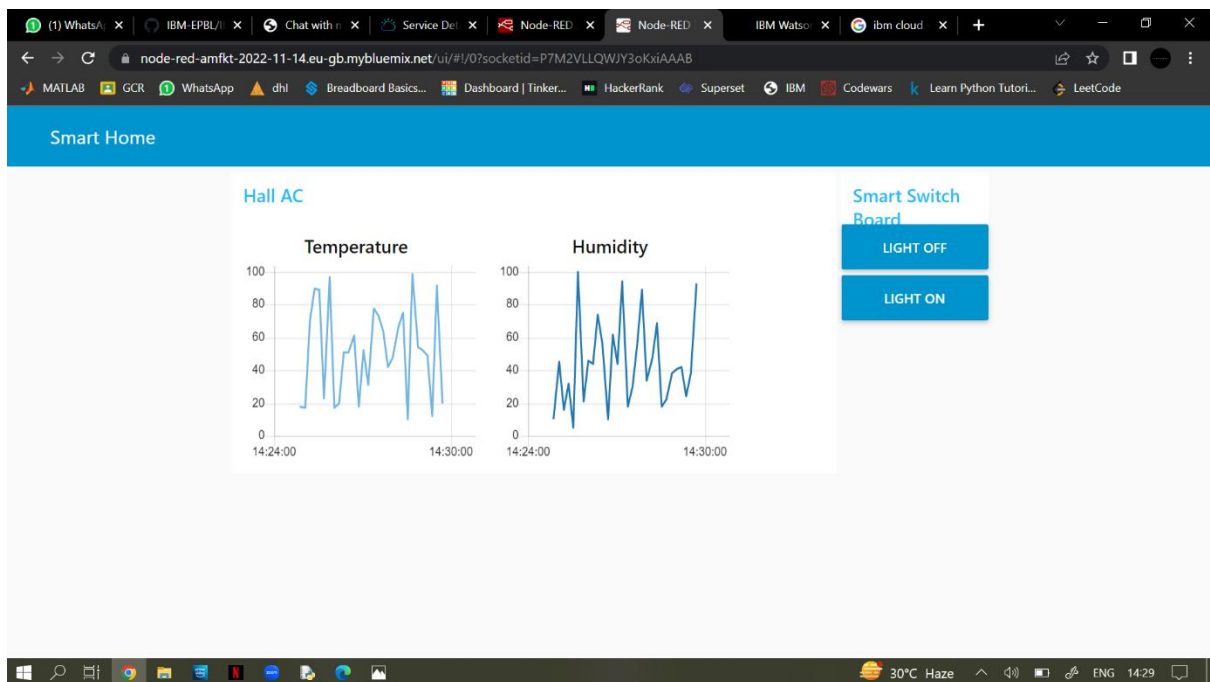 (1) WhatsA
IBM-EPBL/I
Chat with n
Service Det
Node-RED
Node-RED
IBM Watso
ibm cloud
node-red-amfkt-2022-11-14.eu-gb.mybluemix.net/ui/#!/0?socketid=P7M2VLLQWJY3oKxiAAAB
MATLAB GCR WhatsApp dhl Breadboard Basics... Dashboard | Tinker... HackerRank Superset IBM Codewars Learn Python Tutori... LeetCode
Smart Home
Hall AC
Temperature
100
80
60
40
20
0
14:24:00 14:30:00
Humidity
100
80
60
40
20
0
14:24:00 14:30:00
Smart Switch
Board
LIGHT OFF
LIGHT ON
30°C Haze ENG 14:29